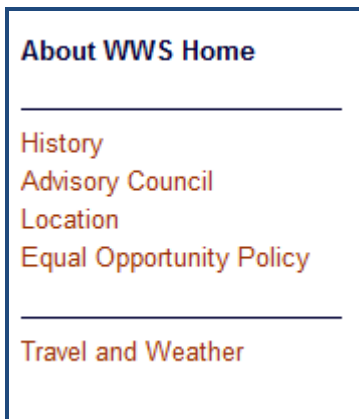 About WWS Home
History
Advisory Council
Location
Equal Opportunity Policy
Travel and Weather